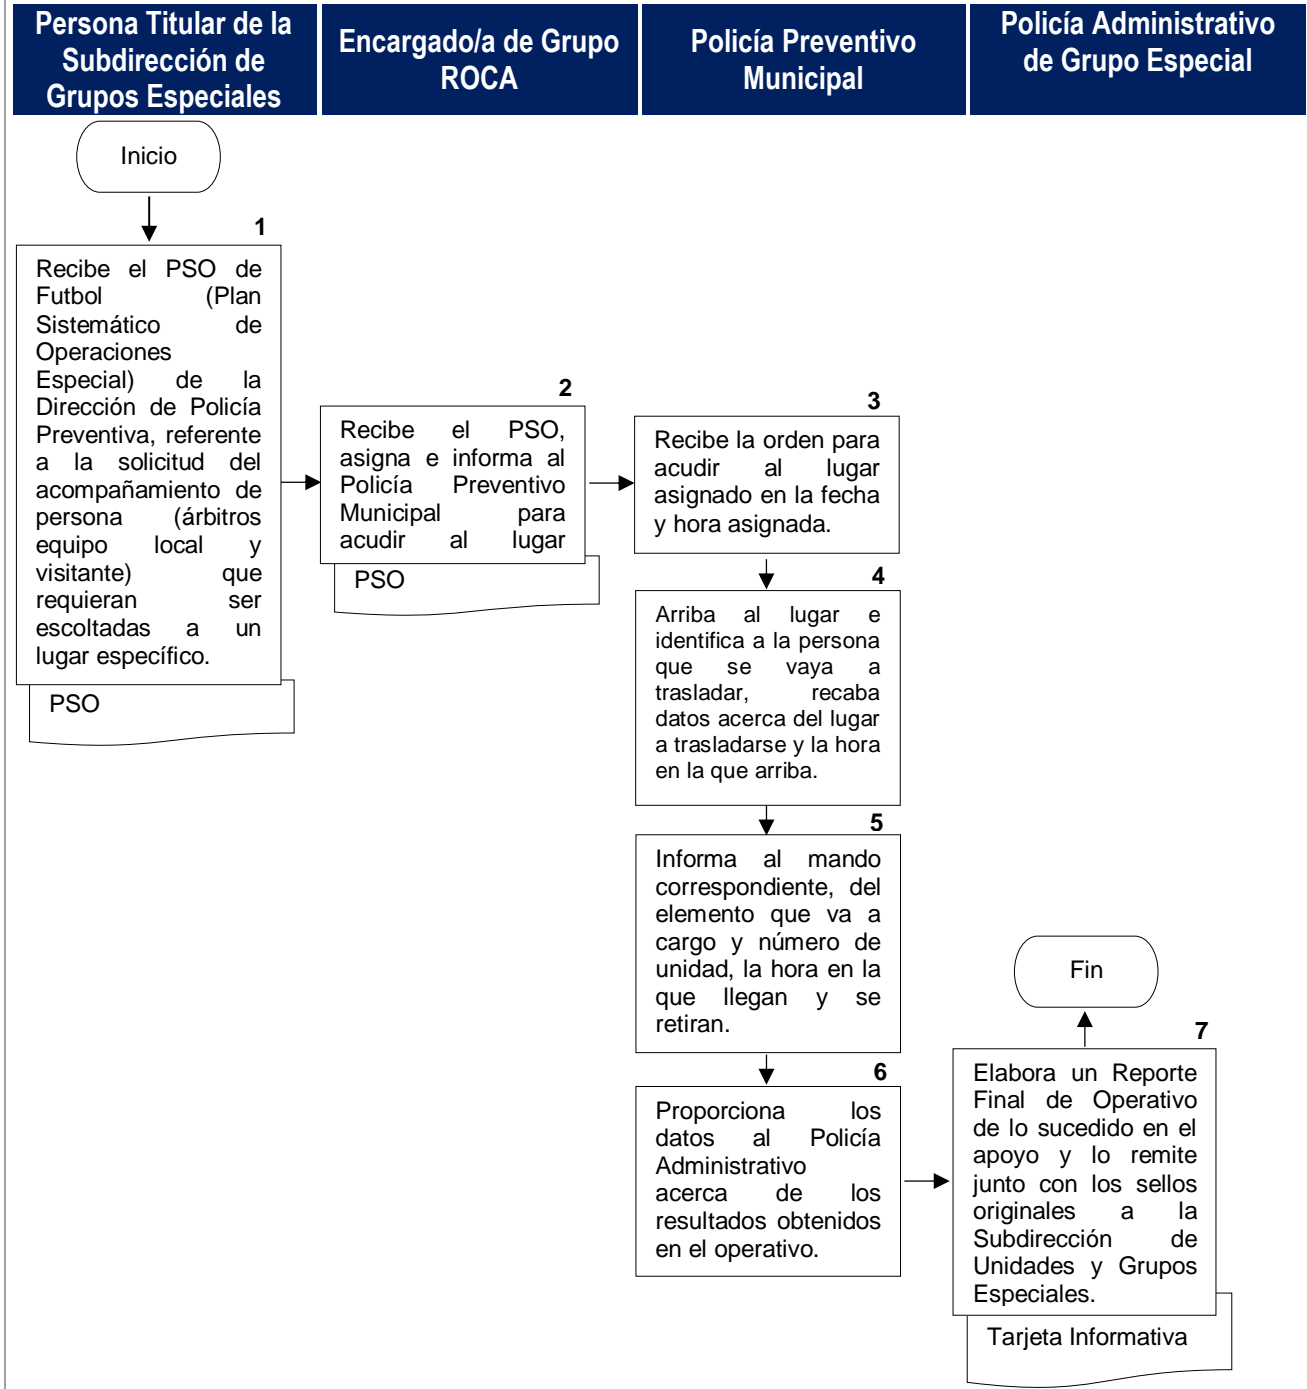 Persona Titular de la
Subdirección de
Grupos Especiales
Encargado/a de Grupo
ROCA
Policía Preventivo
Municipal
Policía Administrativo
de Grupo Especial
Inicio
1
Recibe el PSO de
Futbol (Plan
Sistemático de
Operaciones
Especial) de la
Dirección de Policía
Preventiva, referente
a la solicitud del
acompañamiento de
persona (árbitros
equipo local y
visitante) que
requieran ser
escoltadas a un
lugar específico.
PSO
2
Recibe el PSO,
asigna e informa al
Policía Preventivo
Municipal para
acudir al lugar
PSO
3
Recibe la orden para
acudir al lugar
asignado en la fecha
y hora asignada.
4
Arriba al lugar e
identifica a la persona
que se vaya a
trasladar, recaba
datos acerca del lugar
a trasladarse y la hora
en la que arriba.
5
Informa al mando
correspondiente, del
elemento que va a
cargo y número de
unidad, la hora en la
que llegan y se
retiran.
6
Proporciona los
datos al Policía
Administrativo
acerca de los
resultados obtenidos
en el operativo.
Fin
7
Elabora un Reporte
Final de Operativo
de lo sucedido en el
apoyo y lo remite
junto con los sellos
originales a la
Subdirección de
Unidades y Grupos
Especiales.
Tarjeta Informativa